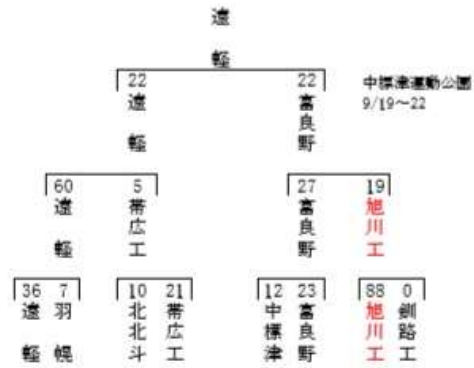 遠軽
22 22
遠軽 富良野
中標津運動公園
9/19～22
60 5 27 19
遠軽 帯広工 富良野 旭川工
36 7 10 21 12 23 88 0
遠軽 羽幌 北北斗 帯広工 中標津 富良野 旭川工 釧路工